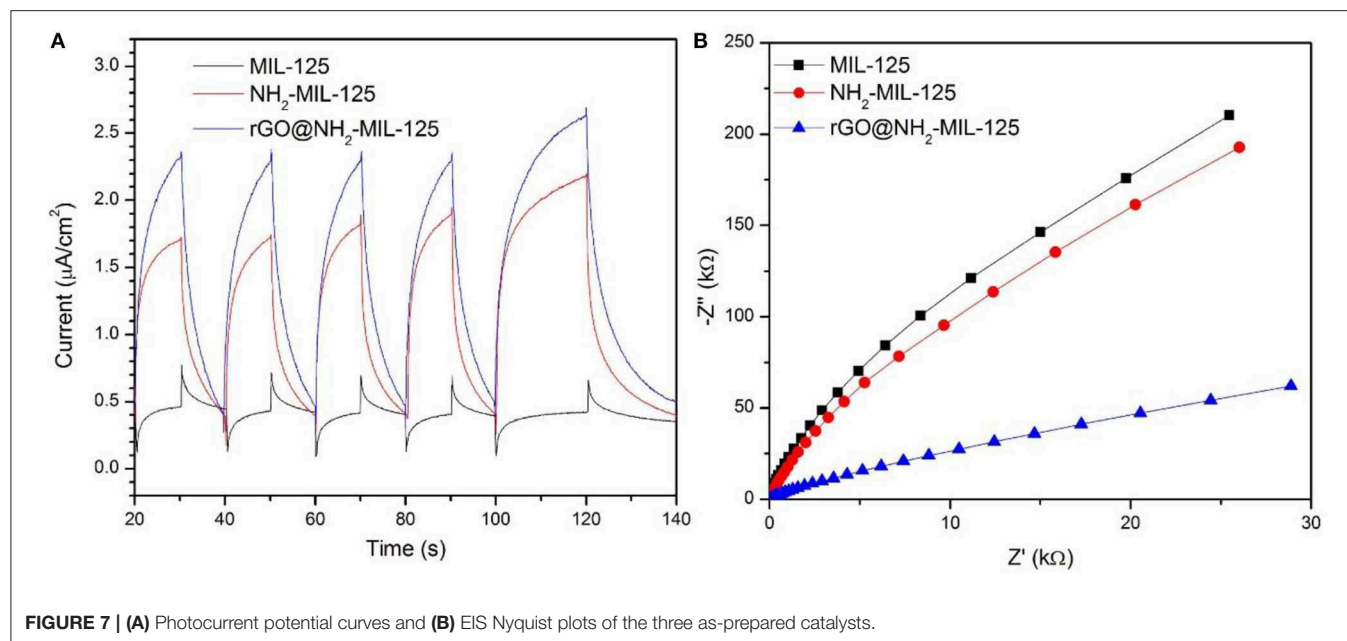 A
MIL-125
NH₂-MIL-125
rGO@NH₂-MIL-125
3.0
2.5
2.0
1.5
1.0
0.5
0.0
Current (μA/cm²)
20 40 60 80 100 120 140
Time (s)
B
MIL-125
NH₂-MIL-125
rGO@NH₂-MIL-125
250
200
150
100
50
0
-Z" (kΩ)
0 10 20 30
Z' (kΩ)
FIGURE 7 | (A) Photocurrent potential curves and (B) EIS Nyquist plots of the three as-prepared catalysts.